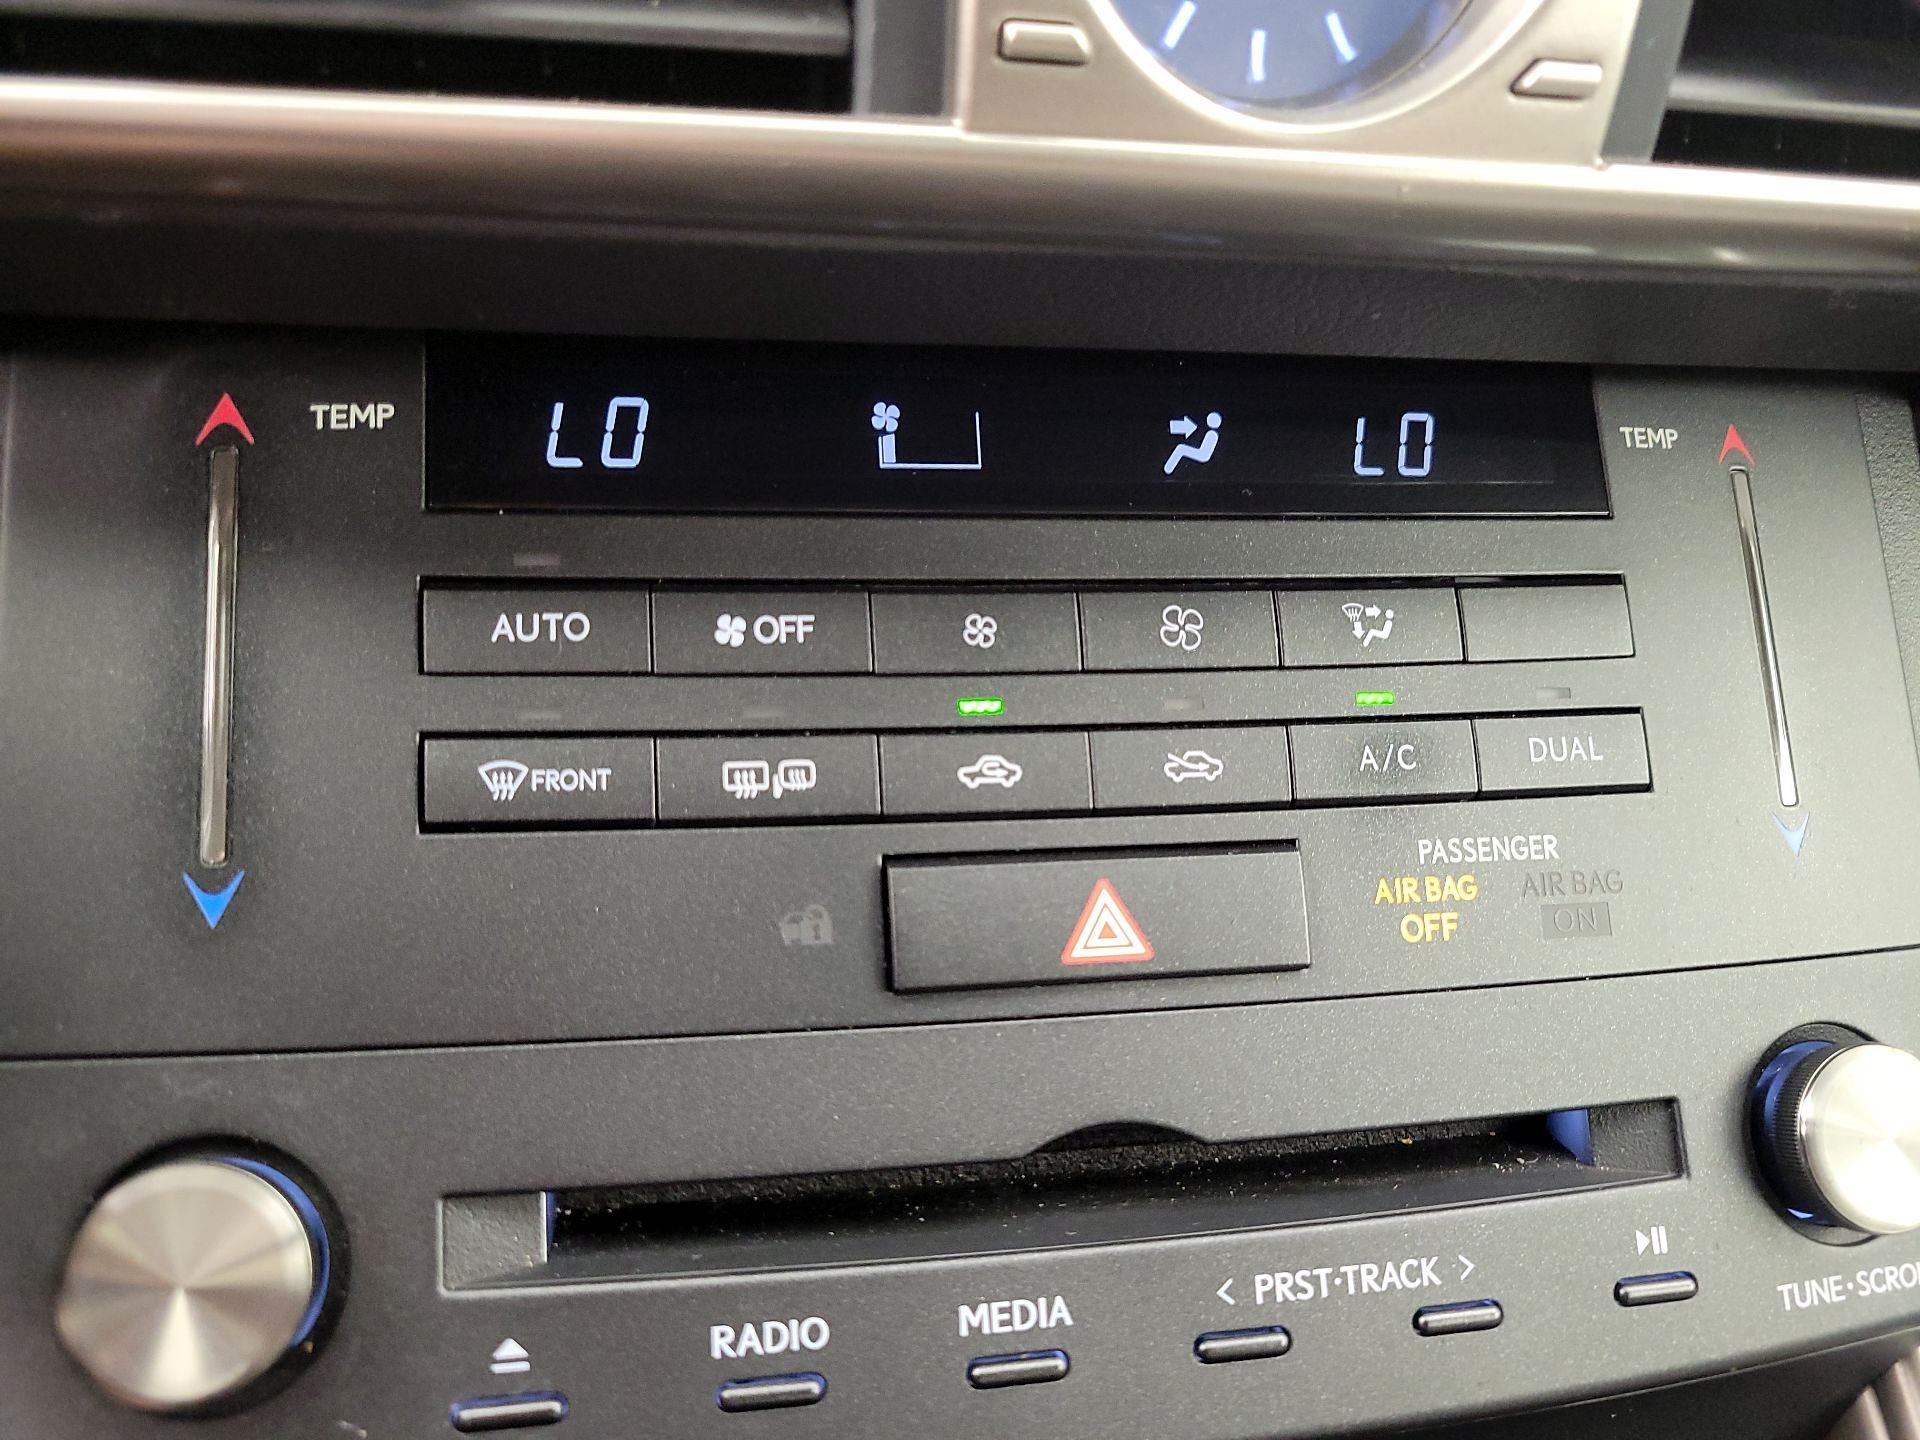 TEMP LO LO TEMP
AUTO OFF
FRONT A/C DUAL
PASSENGER
AIR BAG AIR BAG
OFF ON
< PRST·TRACK >
RADIO MEDIA